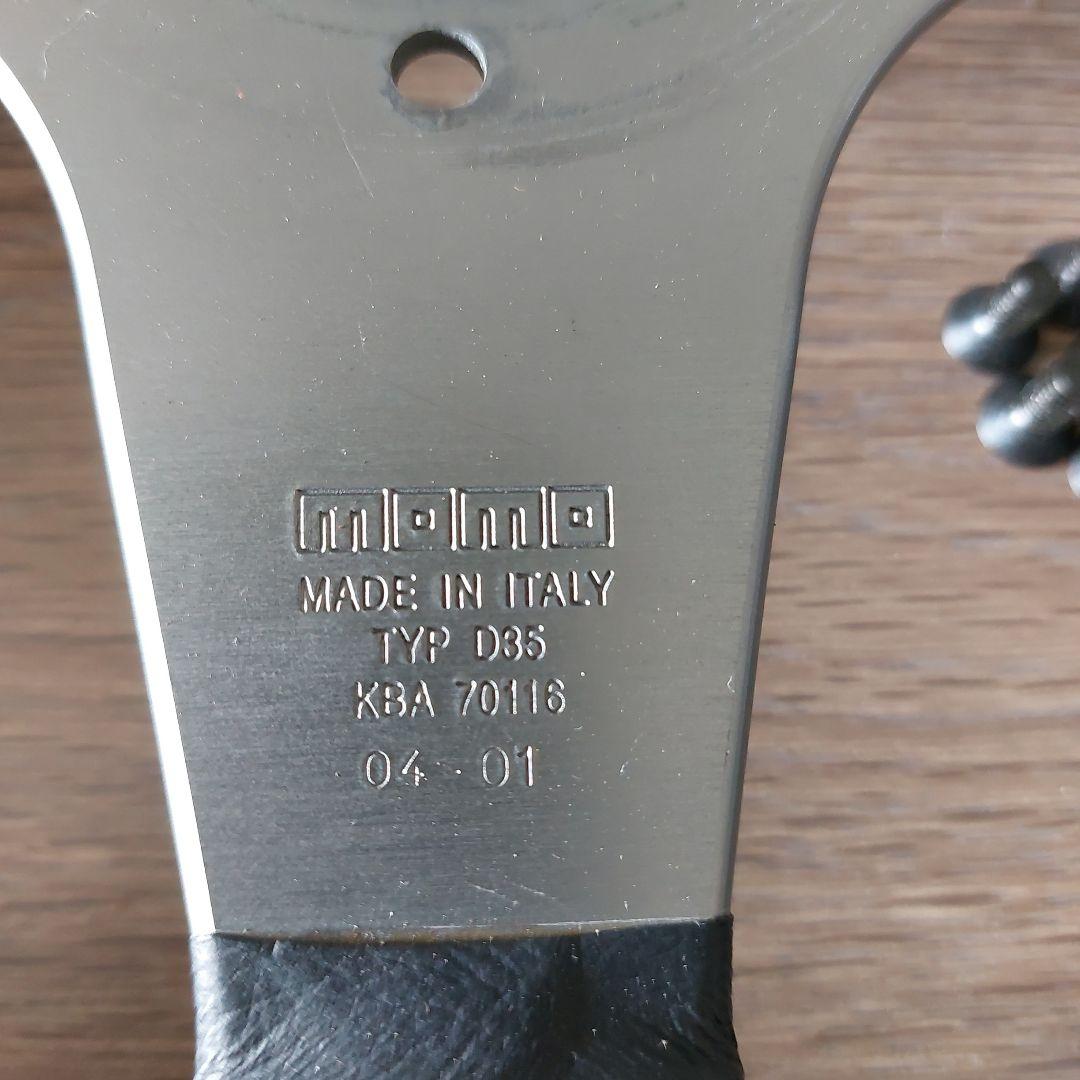 momo
MADE IN ITALY
TYP D35
KBA 70116
04 - 01